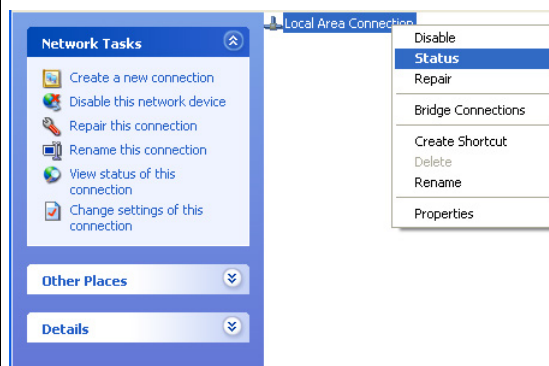 Network Tasks
Create a new connection
Disable this network device
Repair this connection
Rename this connection
View status of this
connection
Change settings of this
connection
Other Places
Details
Local Area Connection
Disable
Status
Repair
Bridge Connections
Create Shortcut
Delete
Rename
Properties